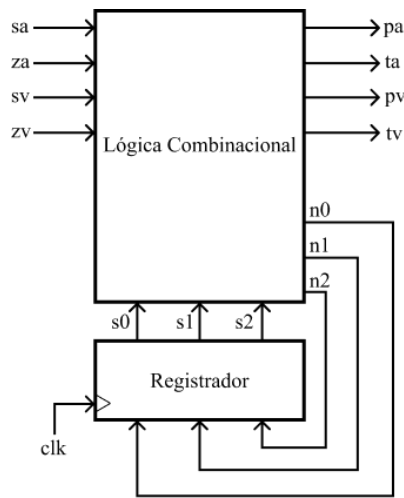 sa
za
sv
zv
Lógica Combinacional
pa
ta
pv
tv
n0
n1
n2
s0 s1 s2
Registrador
clk